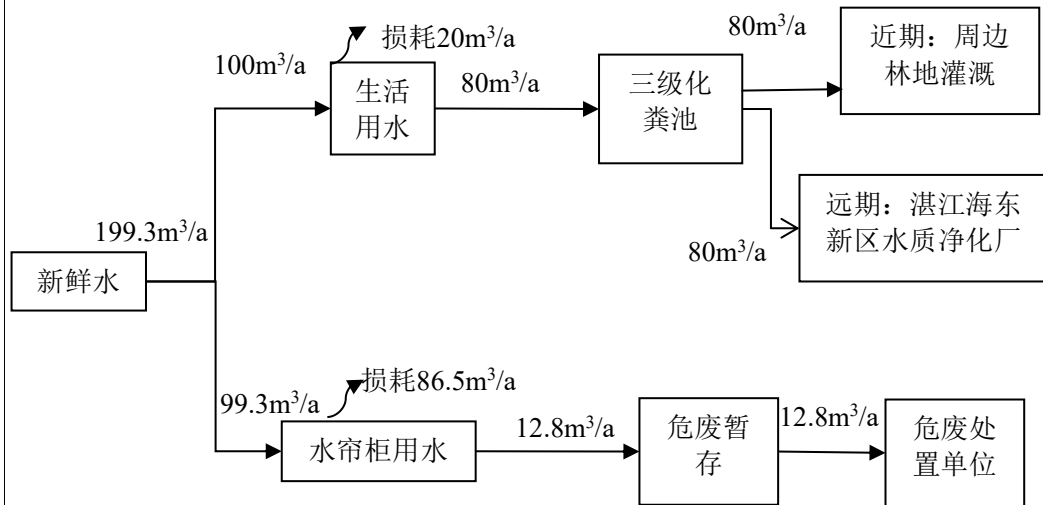 损耗20m³/a
100m³/a
生活
用水
80m³/a
三级化
粪池
80m³/a
近期：周边
林地灌溉
远期：湛江海东
新区水质净化厂
80m³/a
199.3m³/a
新鲜水
损耗86.5m³/a
99.3m³/a
水帘柜用水
12.8m³/a
危废暂
存
12.8m³/a
危废处
置单位